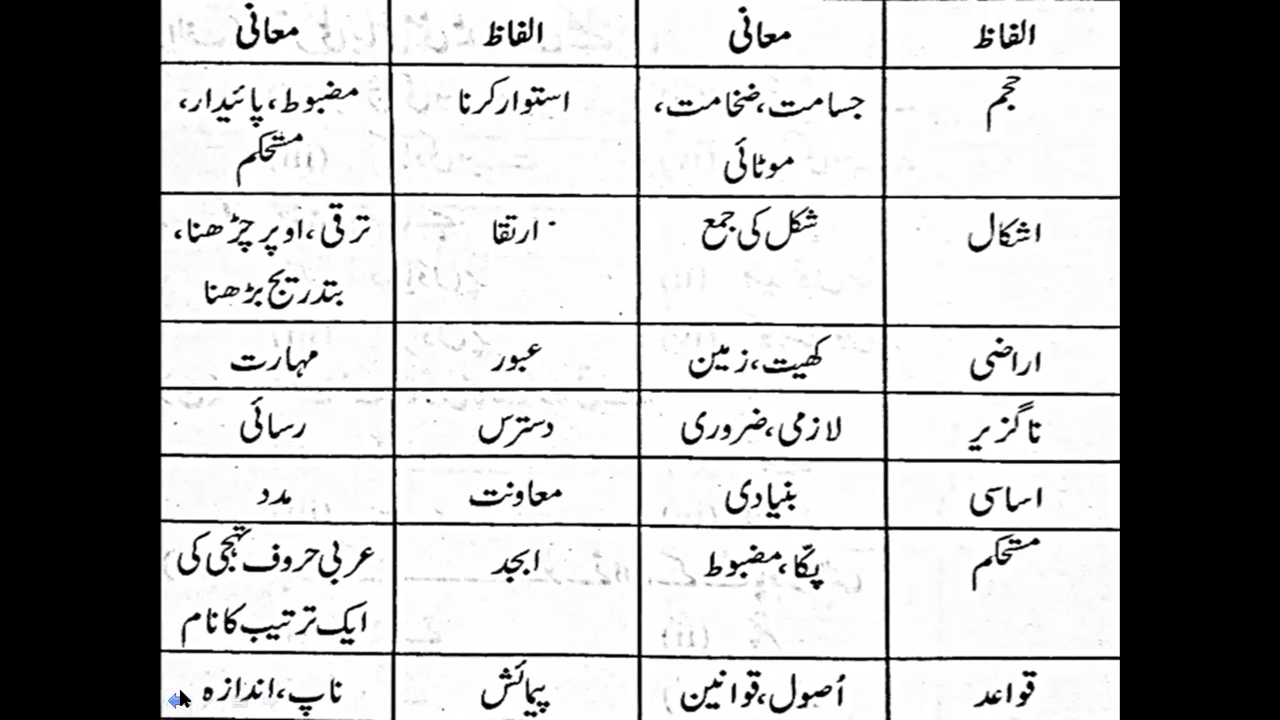 الفاظ معانی الفاظ معانی
حجم جسامت،ضخامت، استوار کرنا مضبوط، پائیدار،
موٹائی مستحکم
اشکال شکل کی جمع ارتقا ترقی،اوپر چڑھنا،
بتدریج بڑھنا
اراضی کھیت،زمین عبور مہارت
ناگزیر لازمی،ضروری دسترس رسائی
اساسی بنیادی معاونت مدد
مستحکم پکّا،مضبوط ابجد عربی حروف تہجی کی
ایک ترتیب کا نام
قواعد اُصول،قوانین پیمائش ناپ،اندازہ